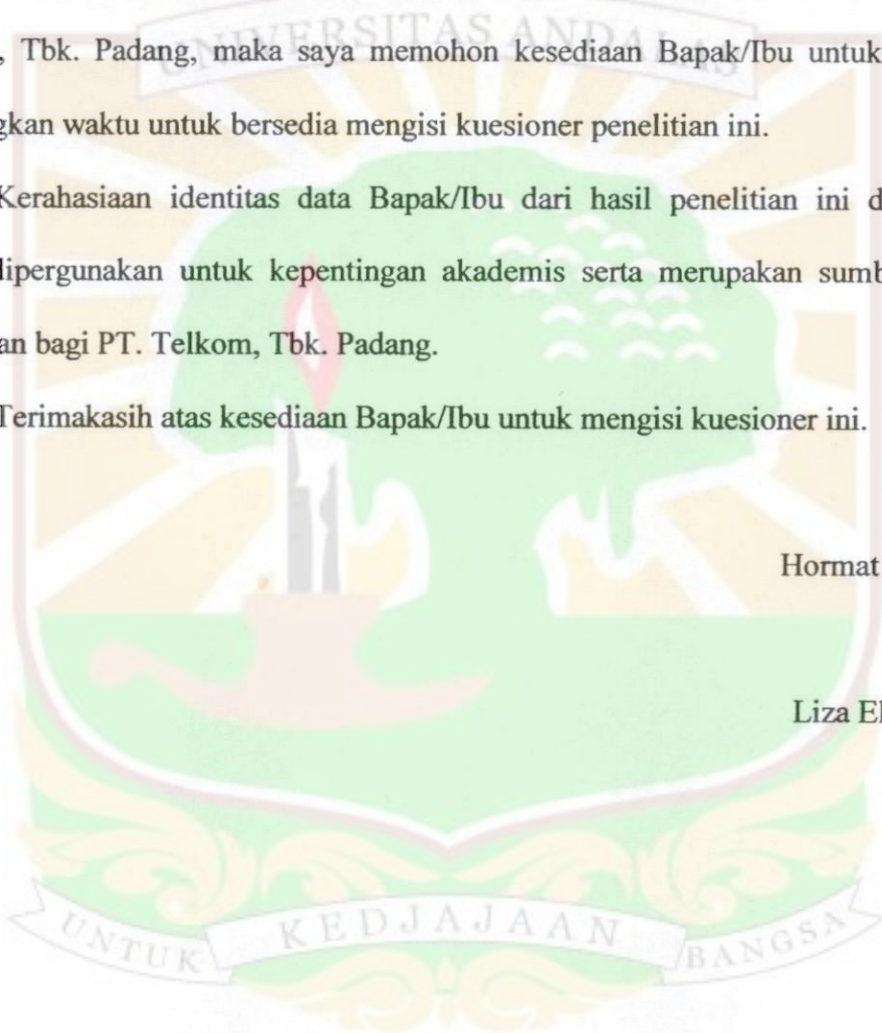 UNIVERSITAS ANDALAS
, Tbk. Padang, maka saya memohon kesediaan Bapak/Ibu untuk
gkan waktu untuk bersedia mengisi kuesioner penelitian ini.
Kerahasiaan identitas data Bapak/Ibu dari hasil penelitian ini d
dipergunakan untuk kepentingan akademis serta merupakan sumb
an bagi PT. Telkom, Tbk. Padang.
Terimakasih atas kesediaan Bapak/Ibu untuk mengisi kuesioner ini.
Hormat
Liza El
UNTUK KEDJAJAAN BANGSA